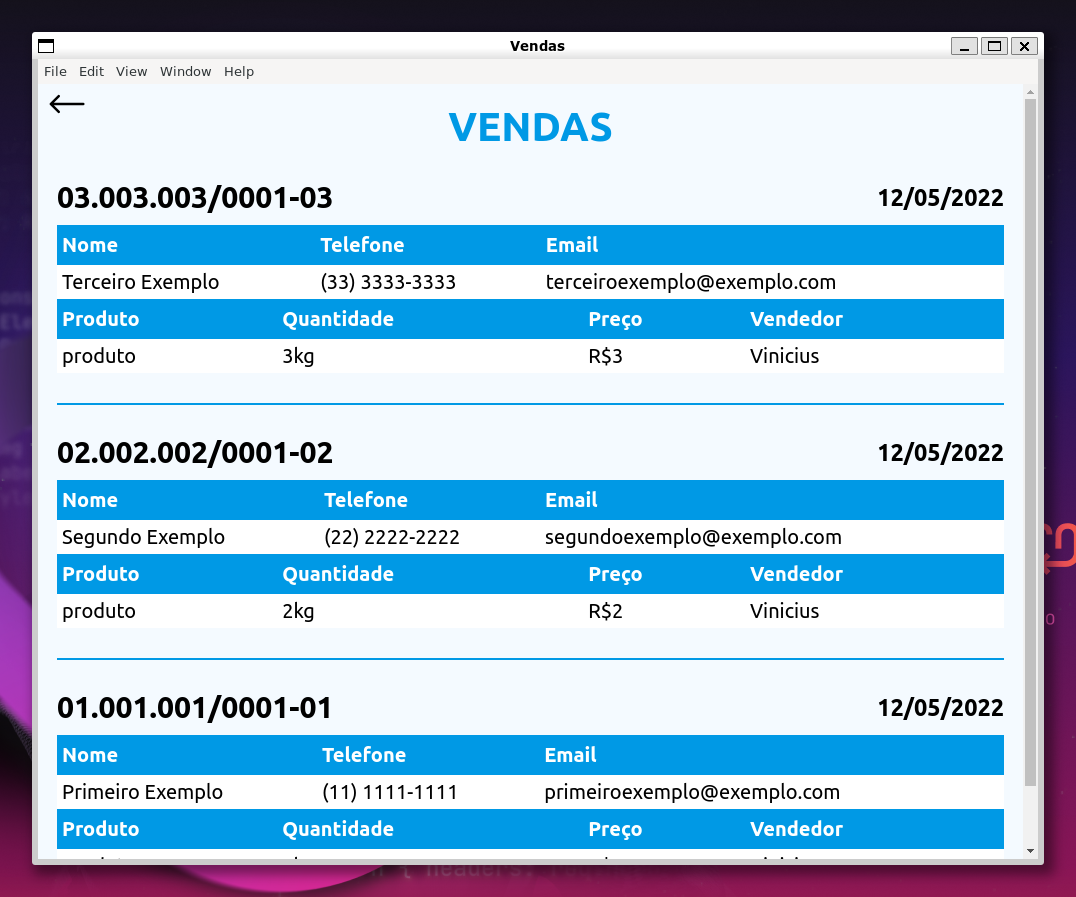 Vendas
File Edit View Window Help
VENDAS
03.003.003/0001-03 12/05/2022
Nome Telefone Email
Terceiro Exemplo (33) 3333-3333 terceiroexemplo@exemplo.com
Produto Quantidade Preço Vendedor
produto 3kg R$3 Vinicius
02.002.002/0001-02 12/05/2022
Nome Telefone Email
Segundo Exemplo (22) 2222-2222 segundoexemplo@exemplo.com
Produto Quantidade Preço Vendedor
produto 2kg R$2 Vinicius
01.001.001/0001-01 12/05/2022
Nome Telefone Email
Primeiro Exemplo (11) 1111-1111 primeiroexemplo@exemplo.com
Produto Quantidade Preço Vendedor